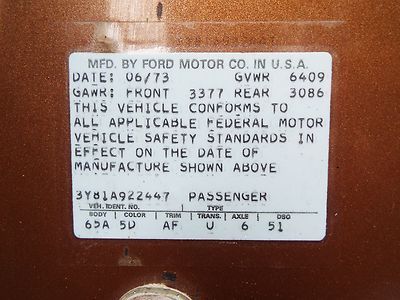 MFD. BY FORD MOTOR CO. IN U.S.A.
DATE: 06/73 GVWR 6409
GAWR: FRONT 3377 REAR 3086
THIS VEHICLE CONFORMS TO
ALL APPLICABLE FEDERAL MOTOR
VEHICLE SAFETY STANDARDS IN
EFFECT ON THE DATE OF
MANUFACTURE SHOWN ABOVE
3Y81A922447 PASSENGER
VEH. IDENT. NO. TYPE
BODY COLOR TRIM TRANS. AXLE DSO
65A 5D AF U 6 51